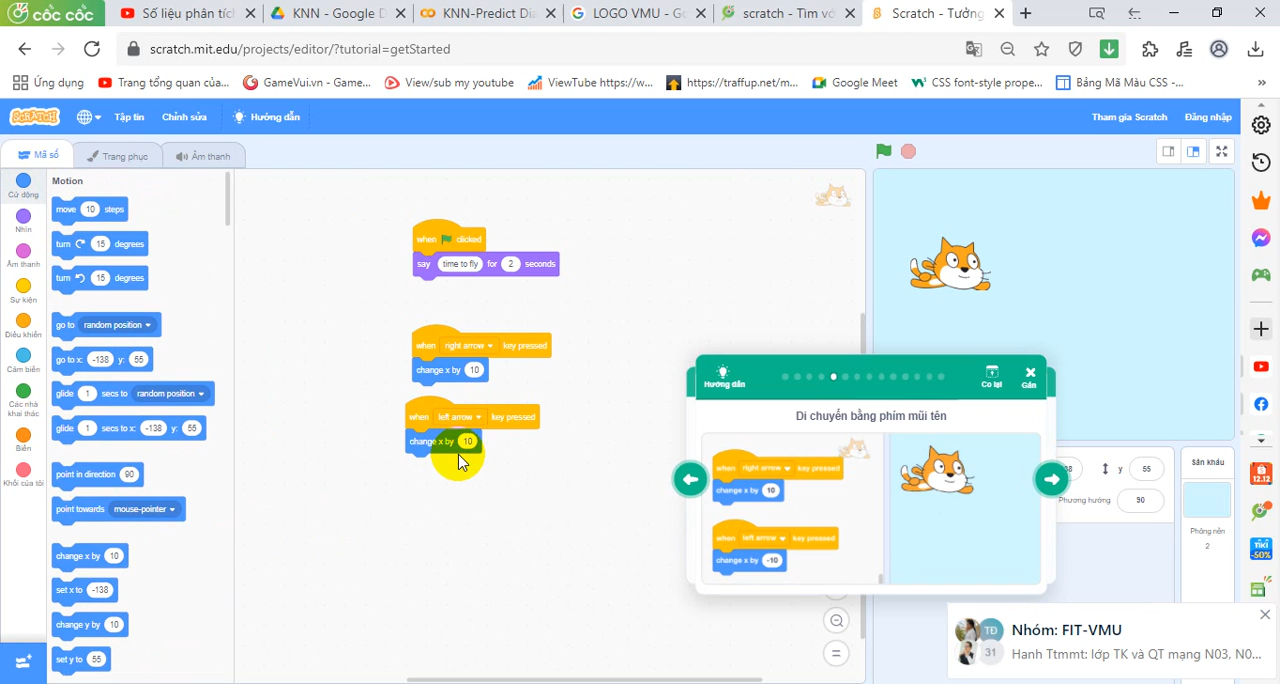 CỐC CỐC
Số liệu phân tích
KNN - Google D
KNN-Predict Dia
LOGO VMU - Go
scratch - Tìm vớ
Scratch - Tưởng
scratch.mit.edu/projects/editor/?tutorial=getStarted
Ứng dụng
Trang tổng quan của...
GameVui.vn - Game...
View/sub my youtube
ViewTube https://w...
https://traffup.net/m...
Google Meet
CSS font-style prope...
Bảng Mã Màu CSS -...
SCRATCH
Tập tin
Chỉnh sửa
Hướng dẫn
Tham gia Scratch
Đăng nhập
Mã số
Trang phục
Âm thanh
Cử động
Nhìn
Âm thanh
Sự kiện
Điều khiển
Cảm biến
Các nhà
khai thác
Biến
Khối của tôi
Motion
move 10 steps
turn 15 degrees
turn 15 degrees
go to random position
go to x: -138 y: 55
glide 1 secs to random position
glide 1 secs to x: -138 y: 55
point in direction 90
point towards mouse-pointer
change x by 10
set x to -138
change y by 10
set y to 55
when clicked
say time to fly for 2 seconds
when right arrow key pressed
change x by 10
when left arrow key pressed
change x by 10
Hướng dẫn
Co lại
Gần
Di chuyển bằng phím mũi tên
when right arrow key pressed
change x by 10
when left arrow key pressed
change x by -10
38
y
55
Phương hướng
90
Sân khấu
Phông nền
2
12.12
TIKI
-50%
TĐ
31
Nhóm: FIT-VMU
Hanh Ttmmt: lớp TK và QT mạng N03, N0...